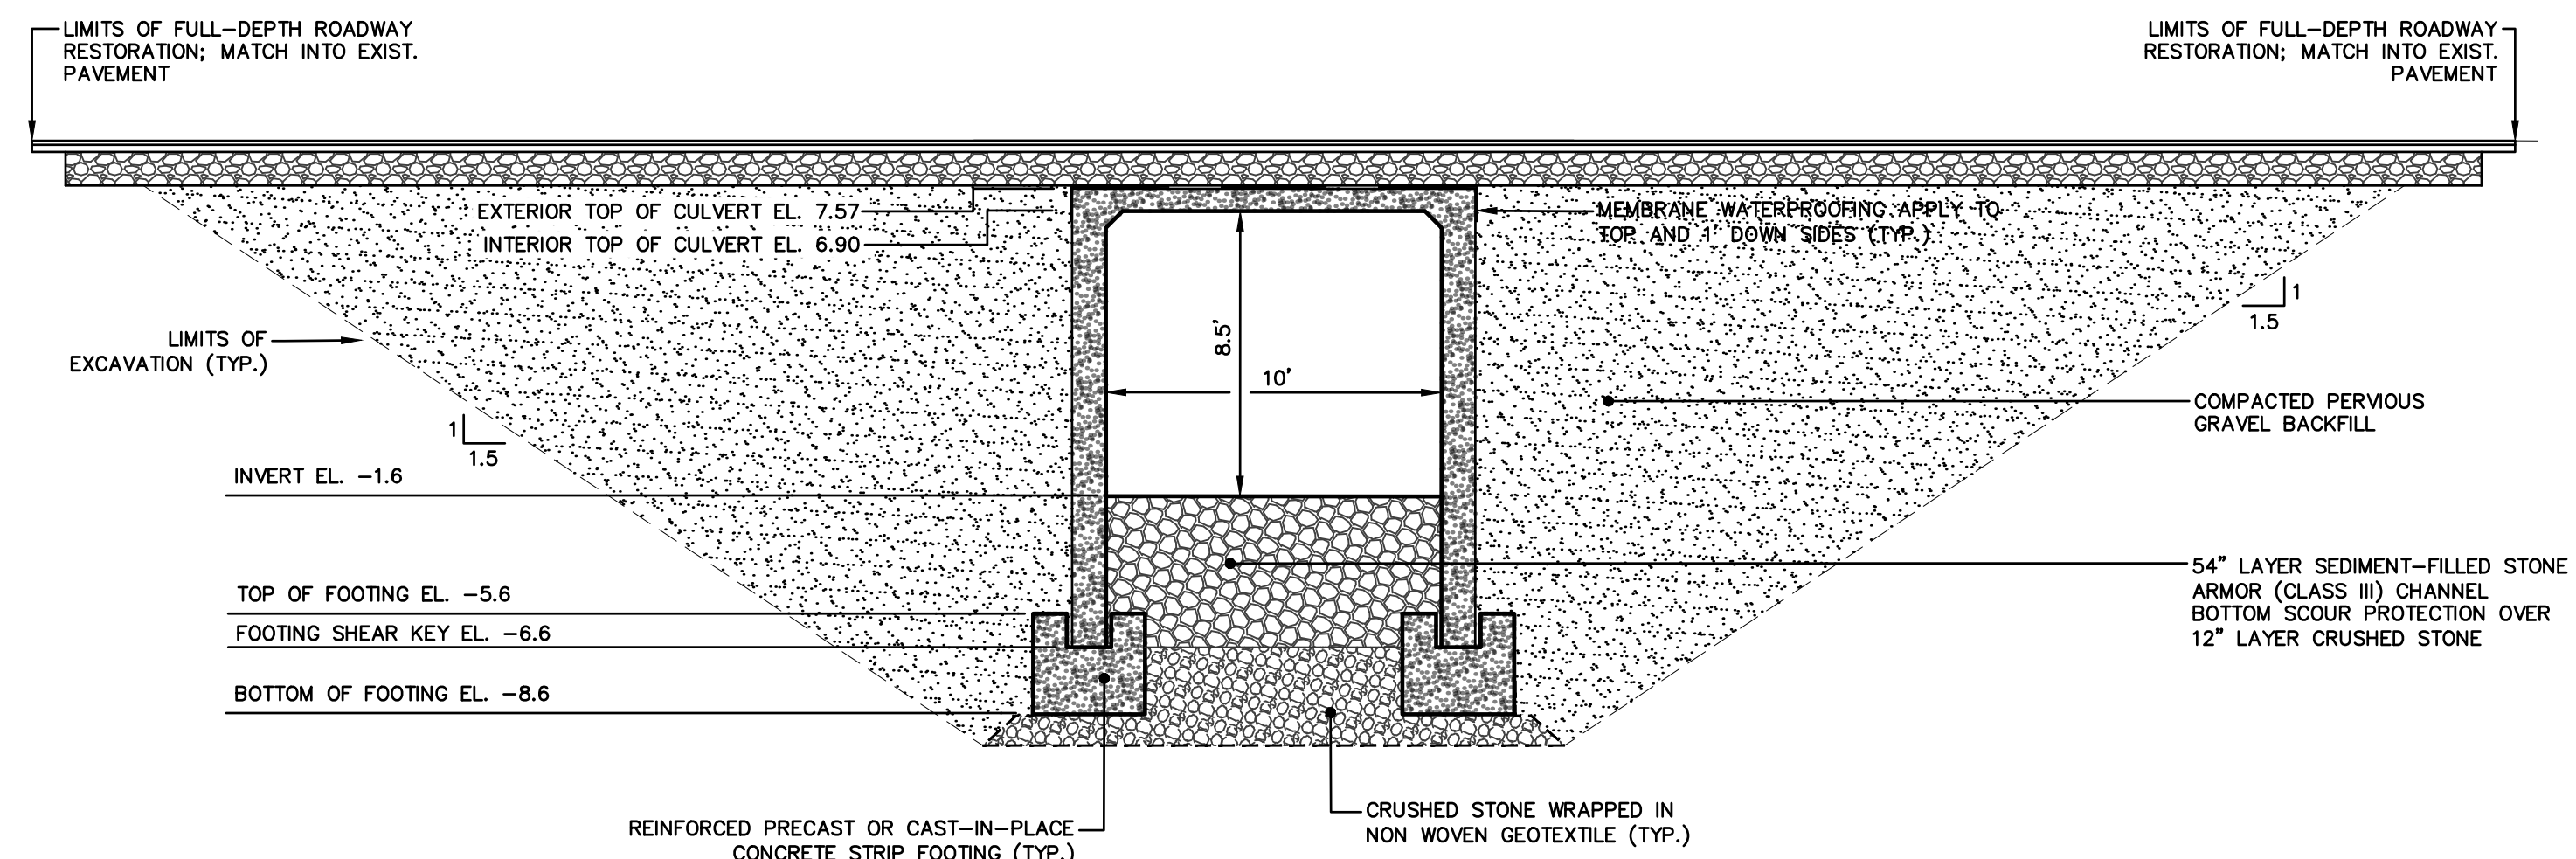 LIMITS OF FULL-DEPTH ROADWAY
RESTORATION; MATCH INTO EXIST.
PAVEMENT
LIMITS OF FULL-DEPTH ROADWAY
RESTORATION; MATCH INTO EXIST.
PAVEMENT
EXTERIOR TOP OF CULVERT EL. 7.57
INTERIOR TOP OF CULVERT EL. 6.90
MEMBRANE WATERPROOFING APPLY TO
TOP AND 1' DOWN SIDES (TYP.)
1
1.5
LIMITS OF
EXCAVATION (TYP.)
8.5'
10'
COMPACTED PERVIOUS
GRAVEL BACKFILL
1
1.5
INVERT EL. -1.6
54" LAYER SEDIMENT-FILLED STONE
ARMOR (CLASS III) CHANNEL
BOTTOM SCOUR PROTECTION OVER
12" LAYER CRUSHED STONE
TOP OF FOOTING EL. -5.6
FOOTING SHEAR KEY EL. -6.6
BOTTOM OF FOOTING EL. -8.6
CRUSHED STONE WRAPPED IN
NON WOVEN GEOTEXTILE (TYP.)
REINFORCED PRECAST OR CAST-IN-PLACE
CONCRETE STRIP FOOTING (TYP.)